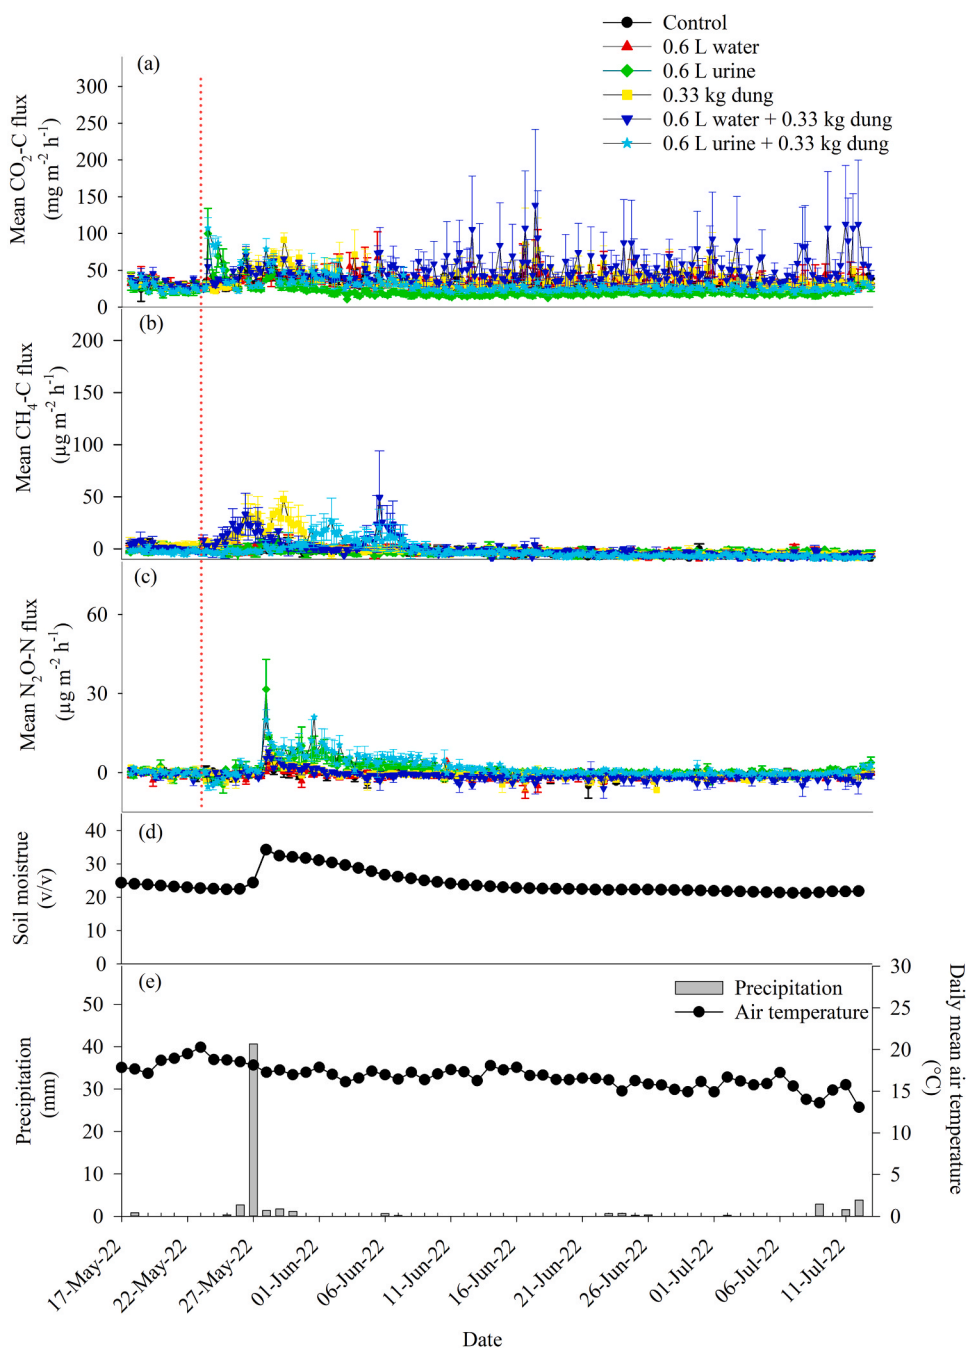 Control
0.6 L water
0.6 L urine
0.33 kg dung
0.6 L water + 0.33 kg dung
0.6 L urine + 0.33 kg dung
(a)
Mean CO₂-C flux
(mg m⁻² h⁻¹)
300
250
200
150
100
50
0
(b)
Mean CH₄-C flux
(µg m⁻² h⁻¹)
200
150
100
50
0
(c)
Mean N₂O-N flux
(µg m⁻² h⁻¹)
60
30
0
(d)
Soil moistrue
(v/v)
40
30
20
10
0
(e)
Precipitation
Air temperature
Precipitation
(mm)
50
40
30
20
10
0
30
25
20
15
10
5
0
Daily mean air temperature
(°C)
17-May-22
22-May-22
27-May-22
01-Jun-22
06-Jun-22
11-Jun-22
16-Jun-22
21-Jun-22
26-Jun-22
01-Jul-22
06-Jul-22
11-Jul-22
Date